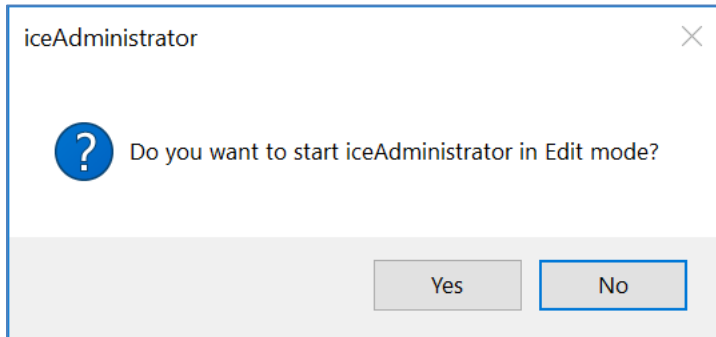 iceAdministrator
Do you want to start iceAdministrator in Edit mode?
Yes No